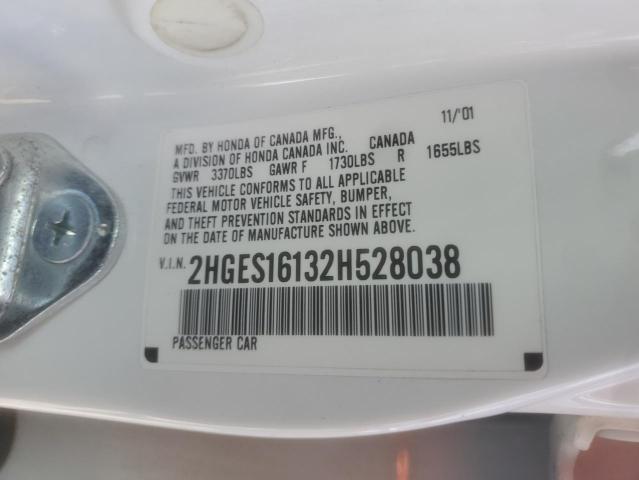 11/'01
MFD. BY HONDA OF CANADA MFG.,
A DIVISION OF HONDA CANADA INC. CANADA
GVWR 3370LBS GAWR F 1730LBS R 1655LBS
THIS VEHICLE CONFORMS TO ALL APPLICABLE
FEDERAL MOTOR VEHICLE SAFETY, BUMPER,
AND THEFT PREVENTION STANDARDS IN EFFECT
ON THE DATE OF MANUFACTURE SHOWN ABOVE.
V.I.N. 2HGES16132H528038
PASSENGER CAR